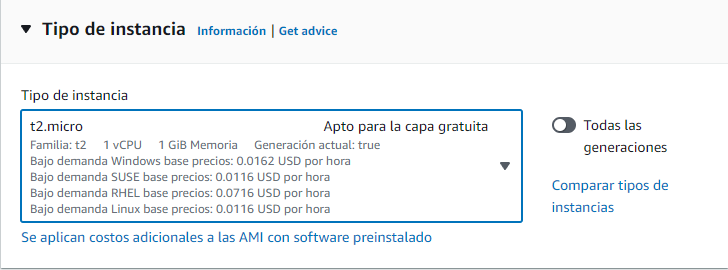 Tipo de instancia Información | Get advice
Tipo de instancia
t2.micro Apto para la capa gratuita
Familia: t2 1 vCPU 1 GiB Memoria Generación actual: true
Bajo demanda Windows base precios: 0.0162 USD por hora
Bajo demanda SUSE base precios: 0.0116 USD por hora
Bajo demanda RHEL base precios: 0.0716 USD por hora
Bajo demanda Linux base precios: 0.0116 USD por hora
Todas las
generaciones
Comparar tipos de
instancias
Se aplican costos adicionales a las AMI con software preinstalado